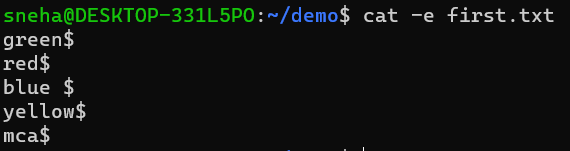 sneha@DESKTOP-331L5PO:~/demo$ cat -e first.txt
green$
red$
blue $
yellow$
mca$